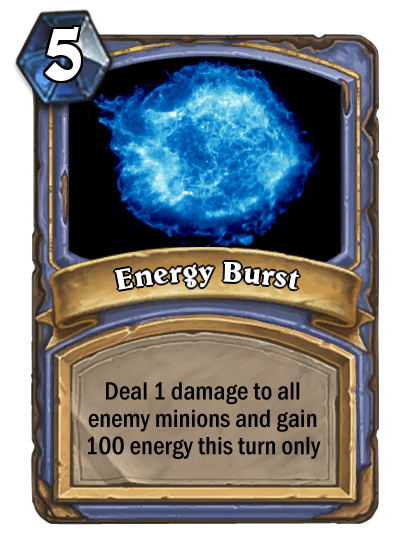 5
Energy Burst
Deal 1 damage to all
enemy minions and gain
100 energy this turn only